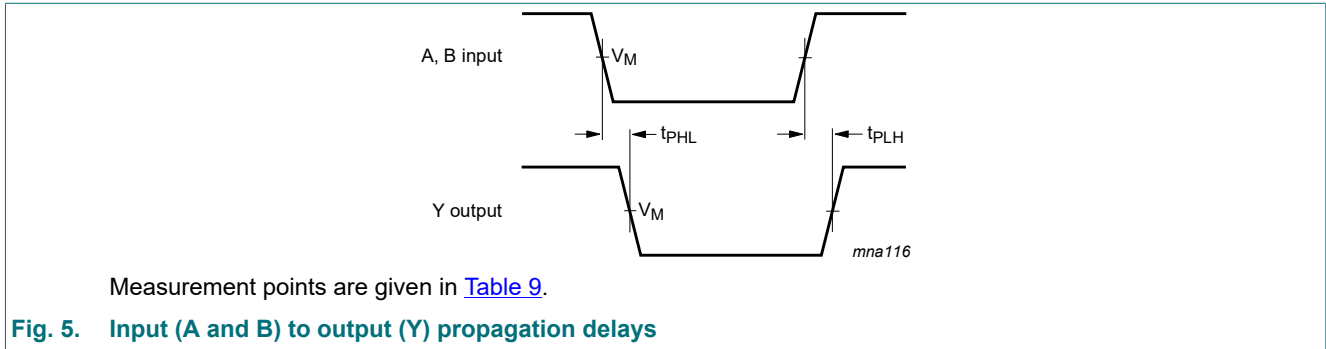 A, B input
VM
tPHL
tPLH
Y output
VM
mna116
Measurement points are given in Table 9.
Fig. 5. Input (A and B) to output (Y) propagation delays